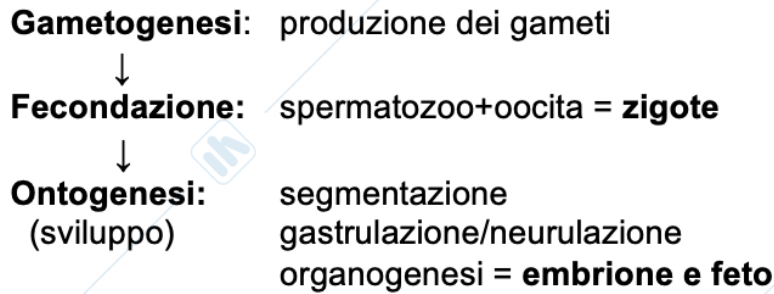 Gametogenesi: produzione dei gameti
↓
Fecondazione: spermatozoo+oocita = zigote
↓
Ontogenesi: segmentazione
(sviluppo) gastrulazione/neurulazione
organogenesi = embrione e feto